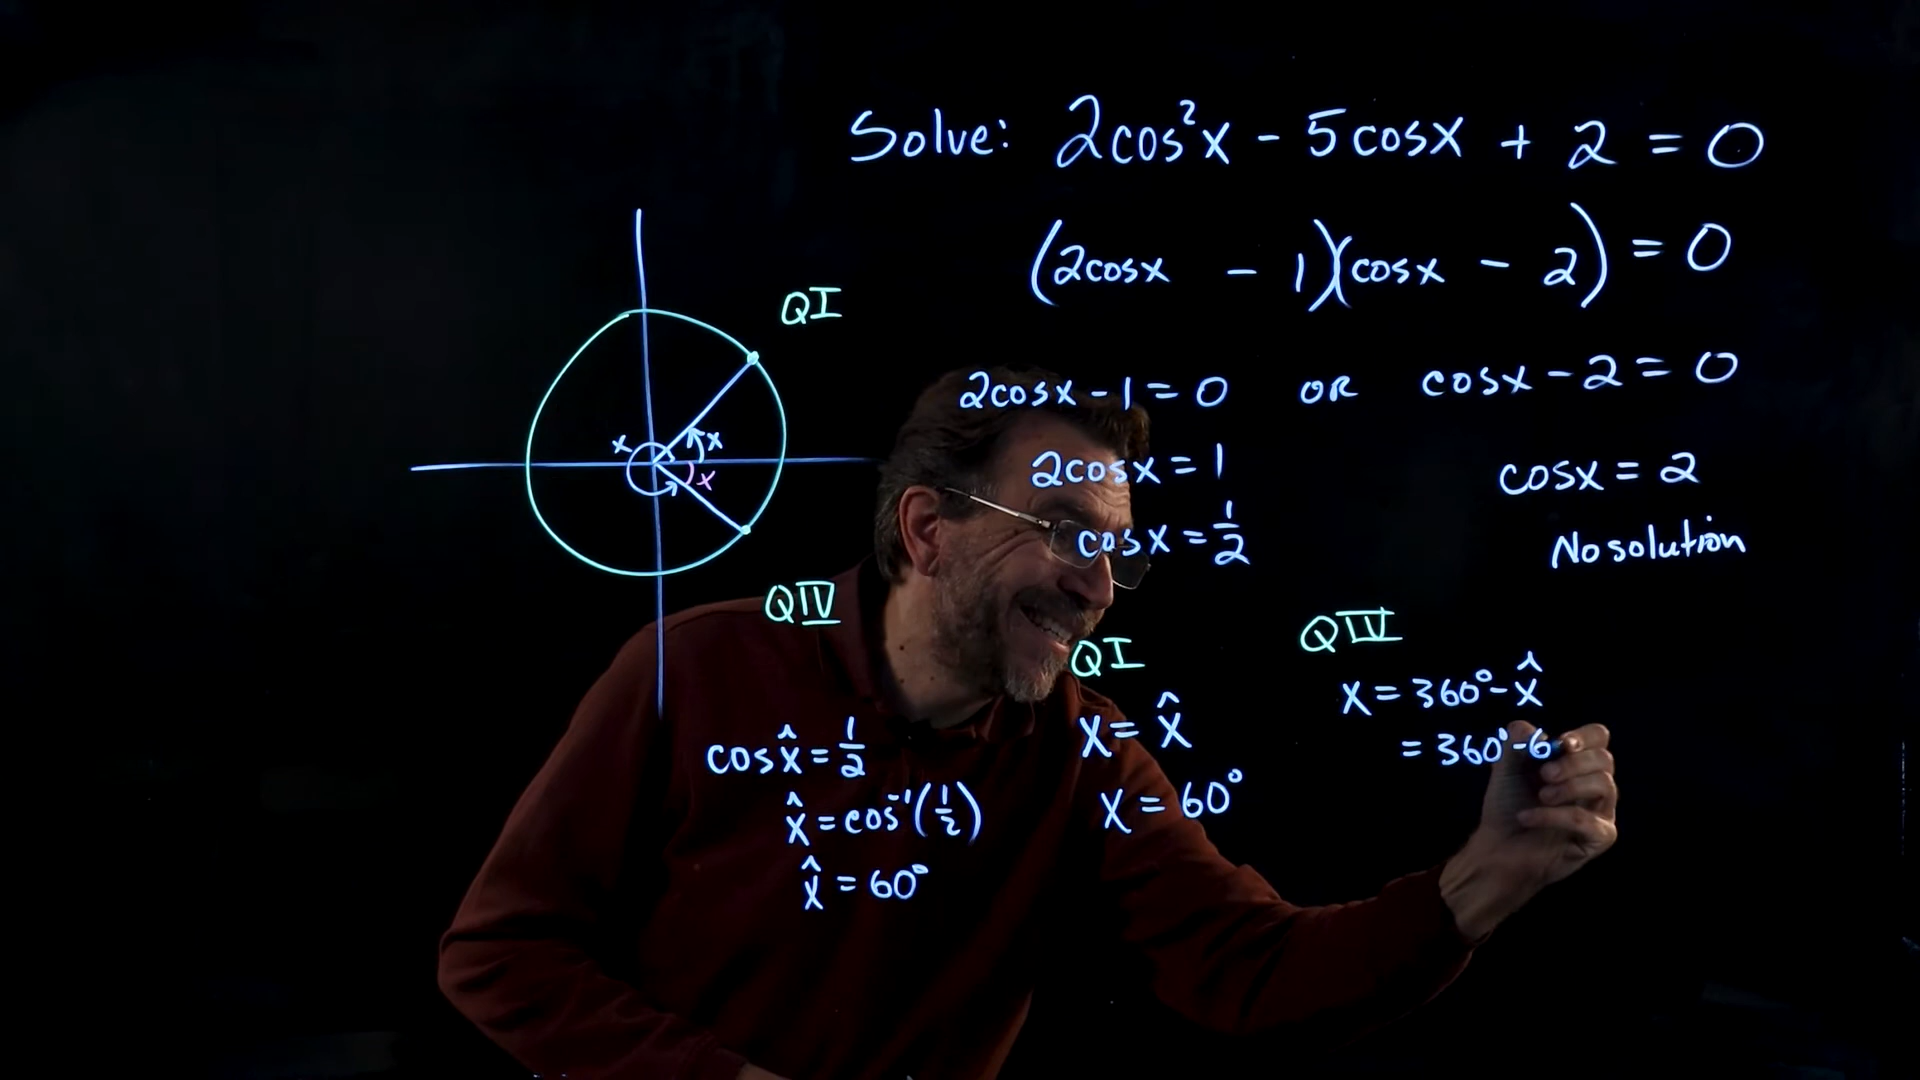 Solve: 2cos²x - 5cosx + 2 = 0
(2cosx - 1)(cosx - 2) = 0
QI
2cosx - 1 = 0 OR cosx - 2 = 0
x x
x
2cosx = 1
cosx = 2
cosx = 1/2
No solution
QIV
QI
QIV
cos x̂ = 1/2
x̂ = cos⁻¹(1/2)
x̂ = 60°
x = x̂
x = 60°
x = 360° - x̂
= 360° - 6